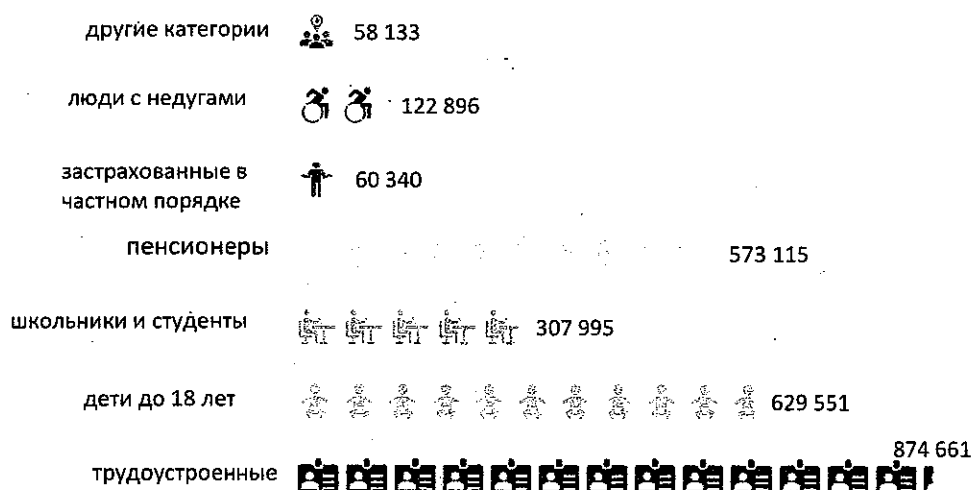 другие категории 58 133
люди с недугами 122 896
застрахованные в
частном порядке 60 340
пенсионеры 573 115
школьники и студенты 307 995
дети до 18 лет 629 551
874 661
трудоустроенные